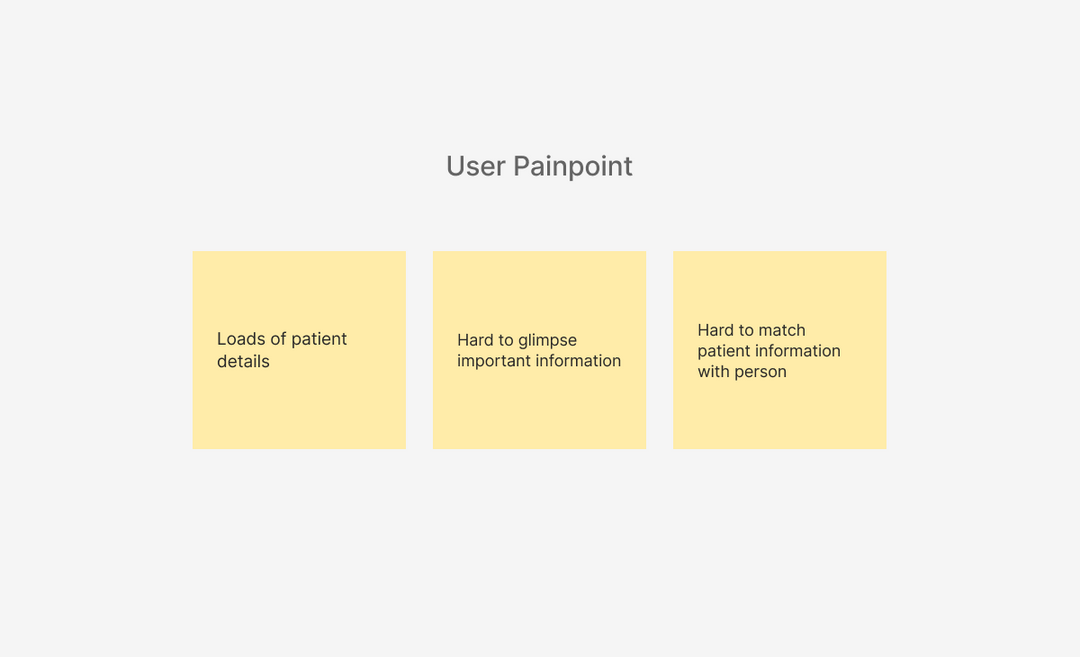 User Painpoint
Loads of patient
details
Hard to glimpse
important information
Hard to match
patient information
with person